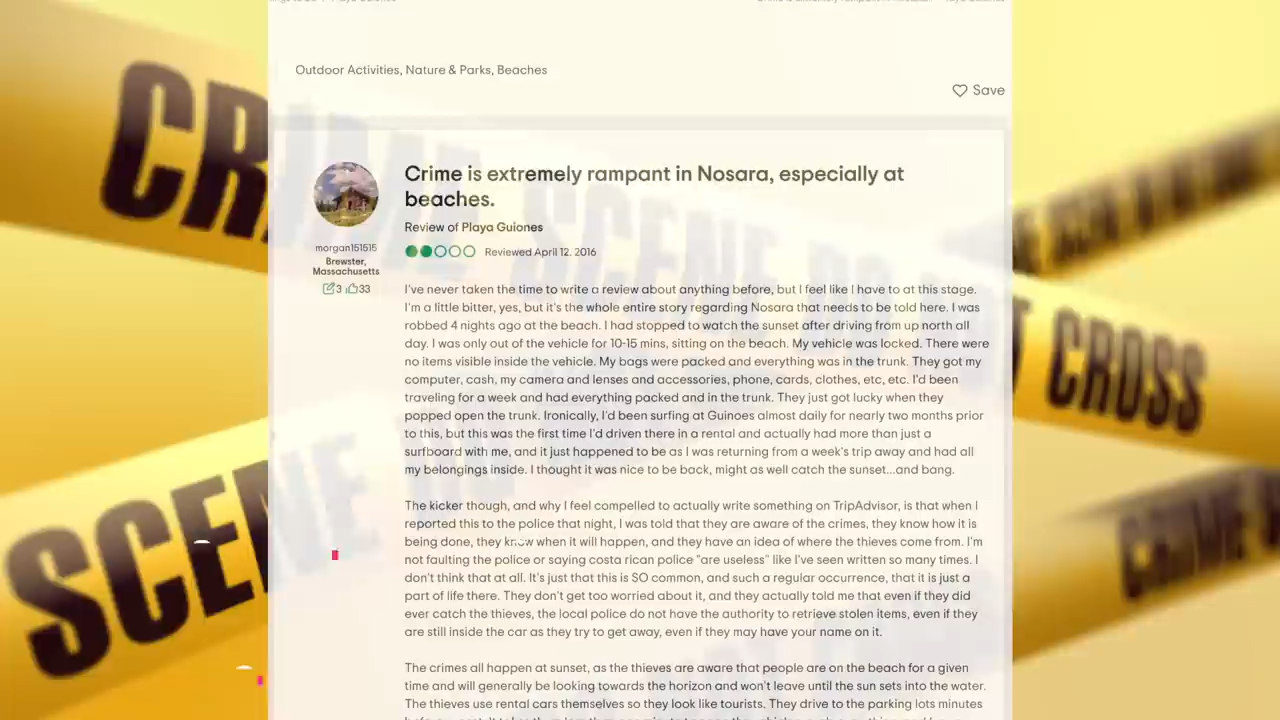 Outdoor Activities, Nature & Parks, Beaches
Save
CRIME SCENE DO NOT CROSS
SCENE
CRIME
Crime is extremely rampant in Nosara, especially at
beaches.
Review of Playa Guiones
Reviewed April 12, 2016
morgan151515
Brewster,
Massachusetts
3 33
I've never taken the time to write a review about anything before, but I feel like I have to at this stage.
I'm a little bitter, yes, but it's the whole entire story regarding Nosara that needs to be told here. I was
robbed 4 nights ago at the beach. I had stopped to watch the sunset after driving from up north all
day. I was only out of the vehicle for 10-15 mins, sitting on the beach. My vehicle was locked. There were
no items visible inside the vehicle. My bags were packed and everything was in the trunk. They got my
computer, cash, my camera and lenses and accessories, phone, cards, clothes, etc, etc. I'd been
traveling for a week and had everything packed and in the trunk. They just got lucky when they
popped open the trunk. Ironically, I'd been surfing at Guinoes almost daily for nearly two months prior
to this, but this was the first time I'd driven there in a rental and actually had more than just a
surfboard with me, and it just happened to be as I was returning from a week's trip away and had all
my belongings inside. I thought it was nice to be back, might as well catch the sunset...and bang.
The kicker though, and why I feel compelled to actually write something on TripAdvisor, is that when I
reported this to the police that night, I was told that they are aware of the crimes, they know how it is
being done, they know when it will happen, and they have an idea of where the thieves come from. I'm
not faulting the police or saying costa rican police "are useless" like I've seen written so many times. I
don't think that at all. It's just that this is SO common, and such a regular occurrence, that it is just a
part of life there. They don't get too worried about it, and they actually told me that even if they did
ever catch the thieves, the local police do not have the authority to retrieve stolen items, even if they
are still inside the car as they try to get away, even if they may have your name on it.
The crimes all happen at sunset, as the thieves are aware that people are on the beach for a given
time and will generally be looking towards the horizon and won't leave until the sun sets into the water.
The thieves use rental cars themselves so they look like tourists. They drive to the parking lots minutes